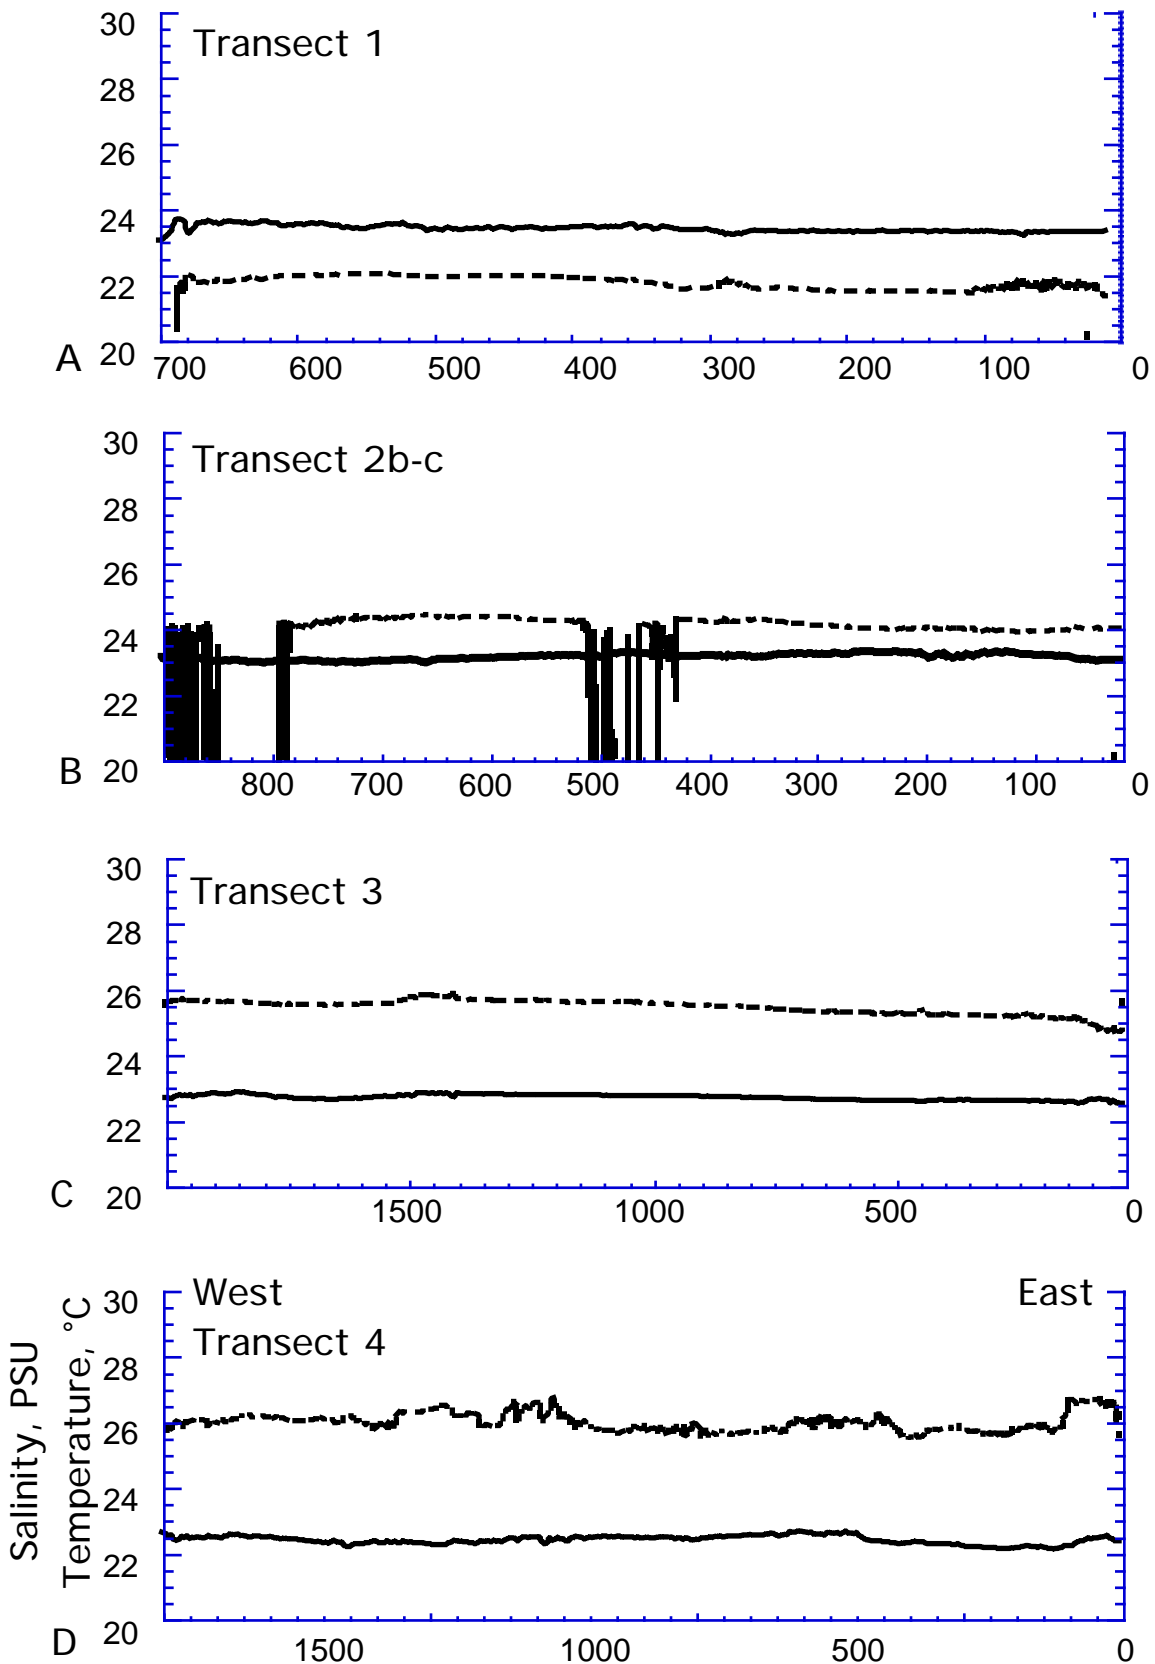 30
Transect 1
28
26
24
22
A 20
700 600 500 400 300 200 100 0
30
Transect 2b-c
28
26
24
22
B 20
800 700 600 500 400 300 200 100 0
30
Transect 3
28
26
24
22
C 20
1500 1000 500 0
West East
30
Transect 4
28
26
24
22
D 20
1500 1000 500 0
Salinity, PSU
Temperature, °C